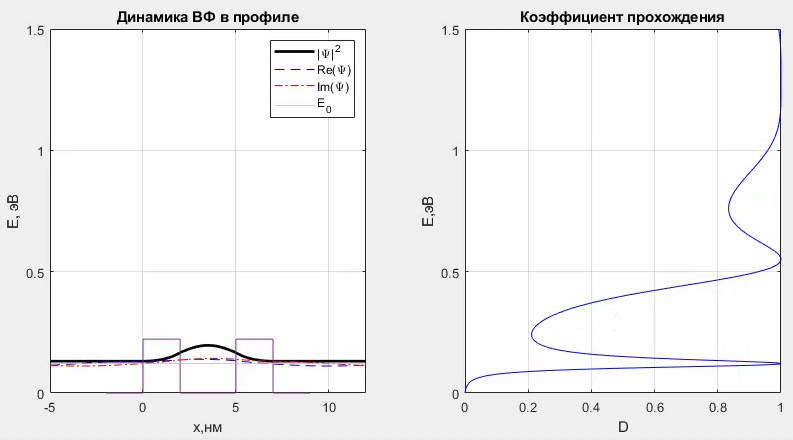 Динамика ВФ в профиле
1.5
1
0.5
0
E, эВ
-5
0
5
10
x,нм
|Ψ|²
Re(Ψ)
Im(Ψ)
E₀
Коэффициент прохождения
1.5
1
0.5
0
E,эВ
0
0.2
0.4
0.6
0.8
1
D